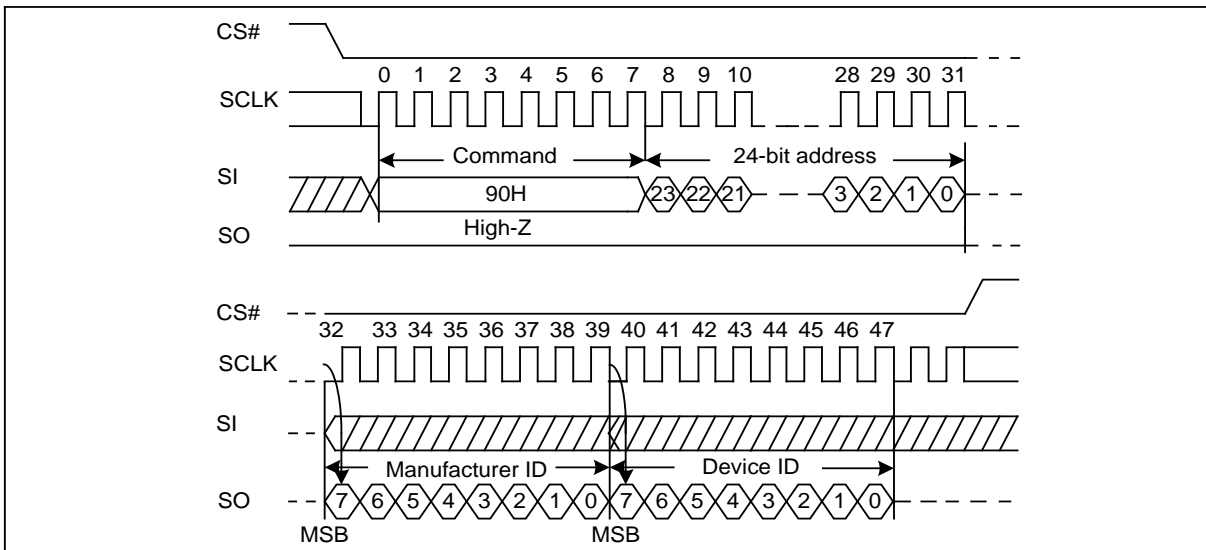 CS#
0 1 2 3 4 5 6 7 8 9 10 28 29 30 31
SCLK
Command 24-bit address
SI
90H 23 22 21 3 2 1 0
High-Z
SO
CS#
32 33 34 35 36 37 38 39 40 41 42 43 44 45 46 47
SCLK
SI
Manufacturer ID Device ID
SO 7 6 5 4 3 2 1 0 7 6 5 4 3 2 1 0
MSB MSB